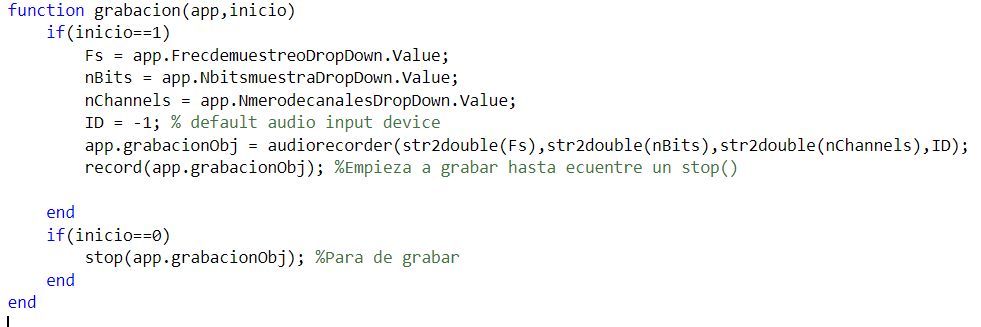 function grabacion(app,inicio)
if(inicio==1)
Fs = app.FrecdemuestreoDropDown.Value;
nBits = app.NbitsmuestraDropDown.Value;
nChannels = app.NmerodecanalesDropDown.Value;
ID = -1; % default audio input device
app.grabacionObj = audiorecorder(str2double(Fs),str2double(nBits),str2double(nChannels),ID);
record(app.grabacionObj); %Empieza a grabar hasta ecuentre un stop()
end
if(inicio==0)
stop(app.grabacionObj); %Para de grabar
end
end